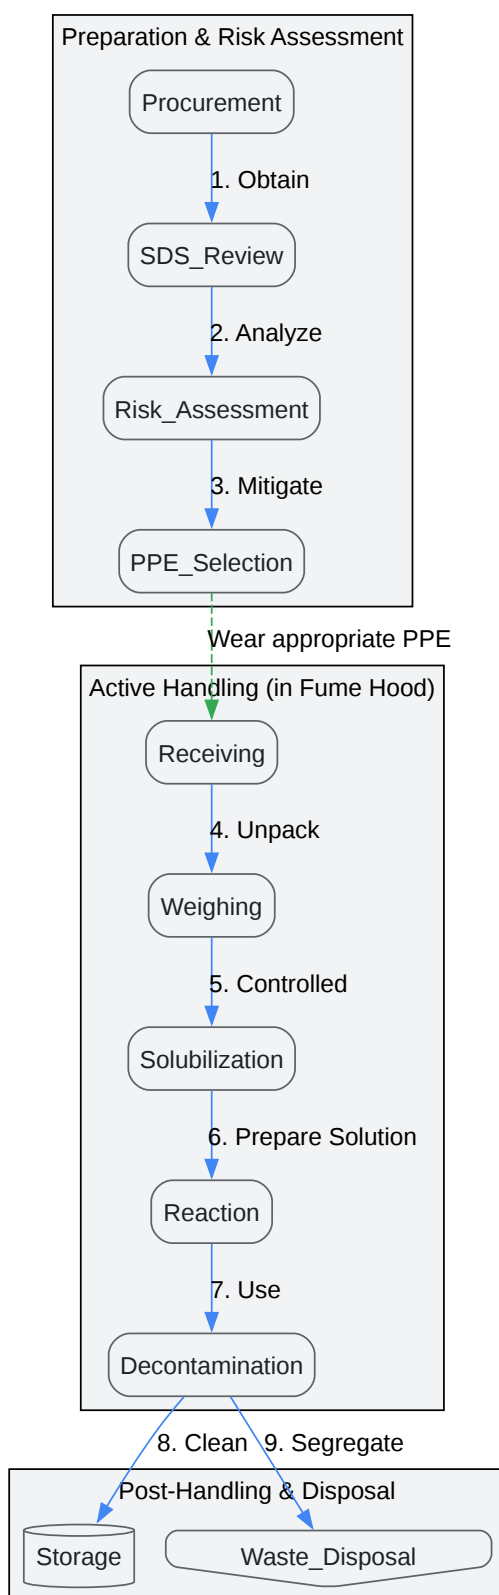 Preparation & Risk Assessment
Procurement
1. Obtain
SDS_Review
2. Analyze
Risk_Assessment
3. Mitigate
PPE_Selection
Wear appropriate PPE
Active Handling (in Fume Hood)
Receiving
4. Unpack
Weighing
5. Controlled
Solubilization
6. Prepare Solution
Reaction
7. Use
Decontamination
8. Clean
9. Segregate
Post-Handling & Disposal
Storage
Waste_Disposal